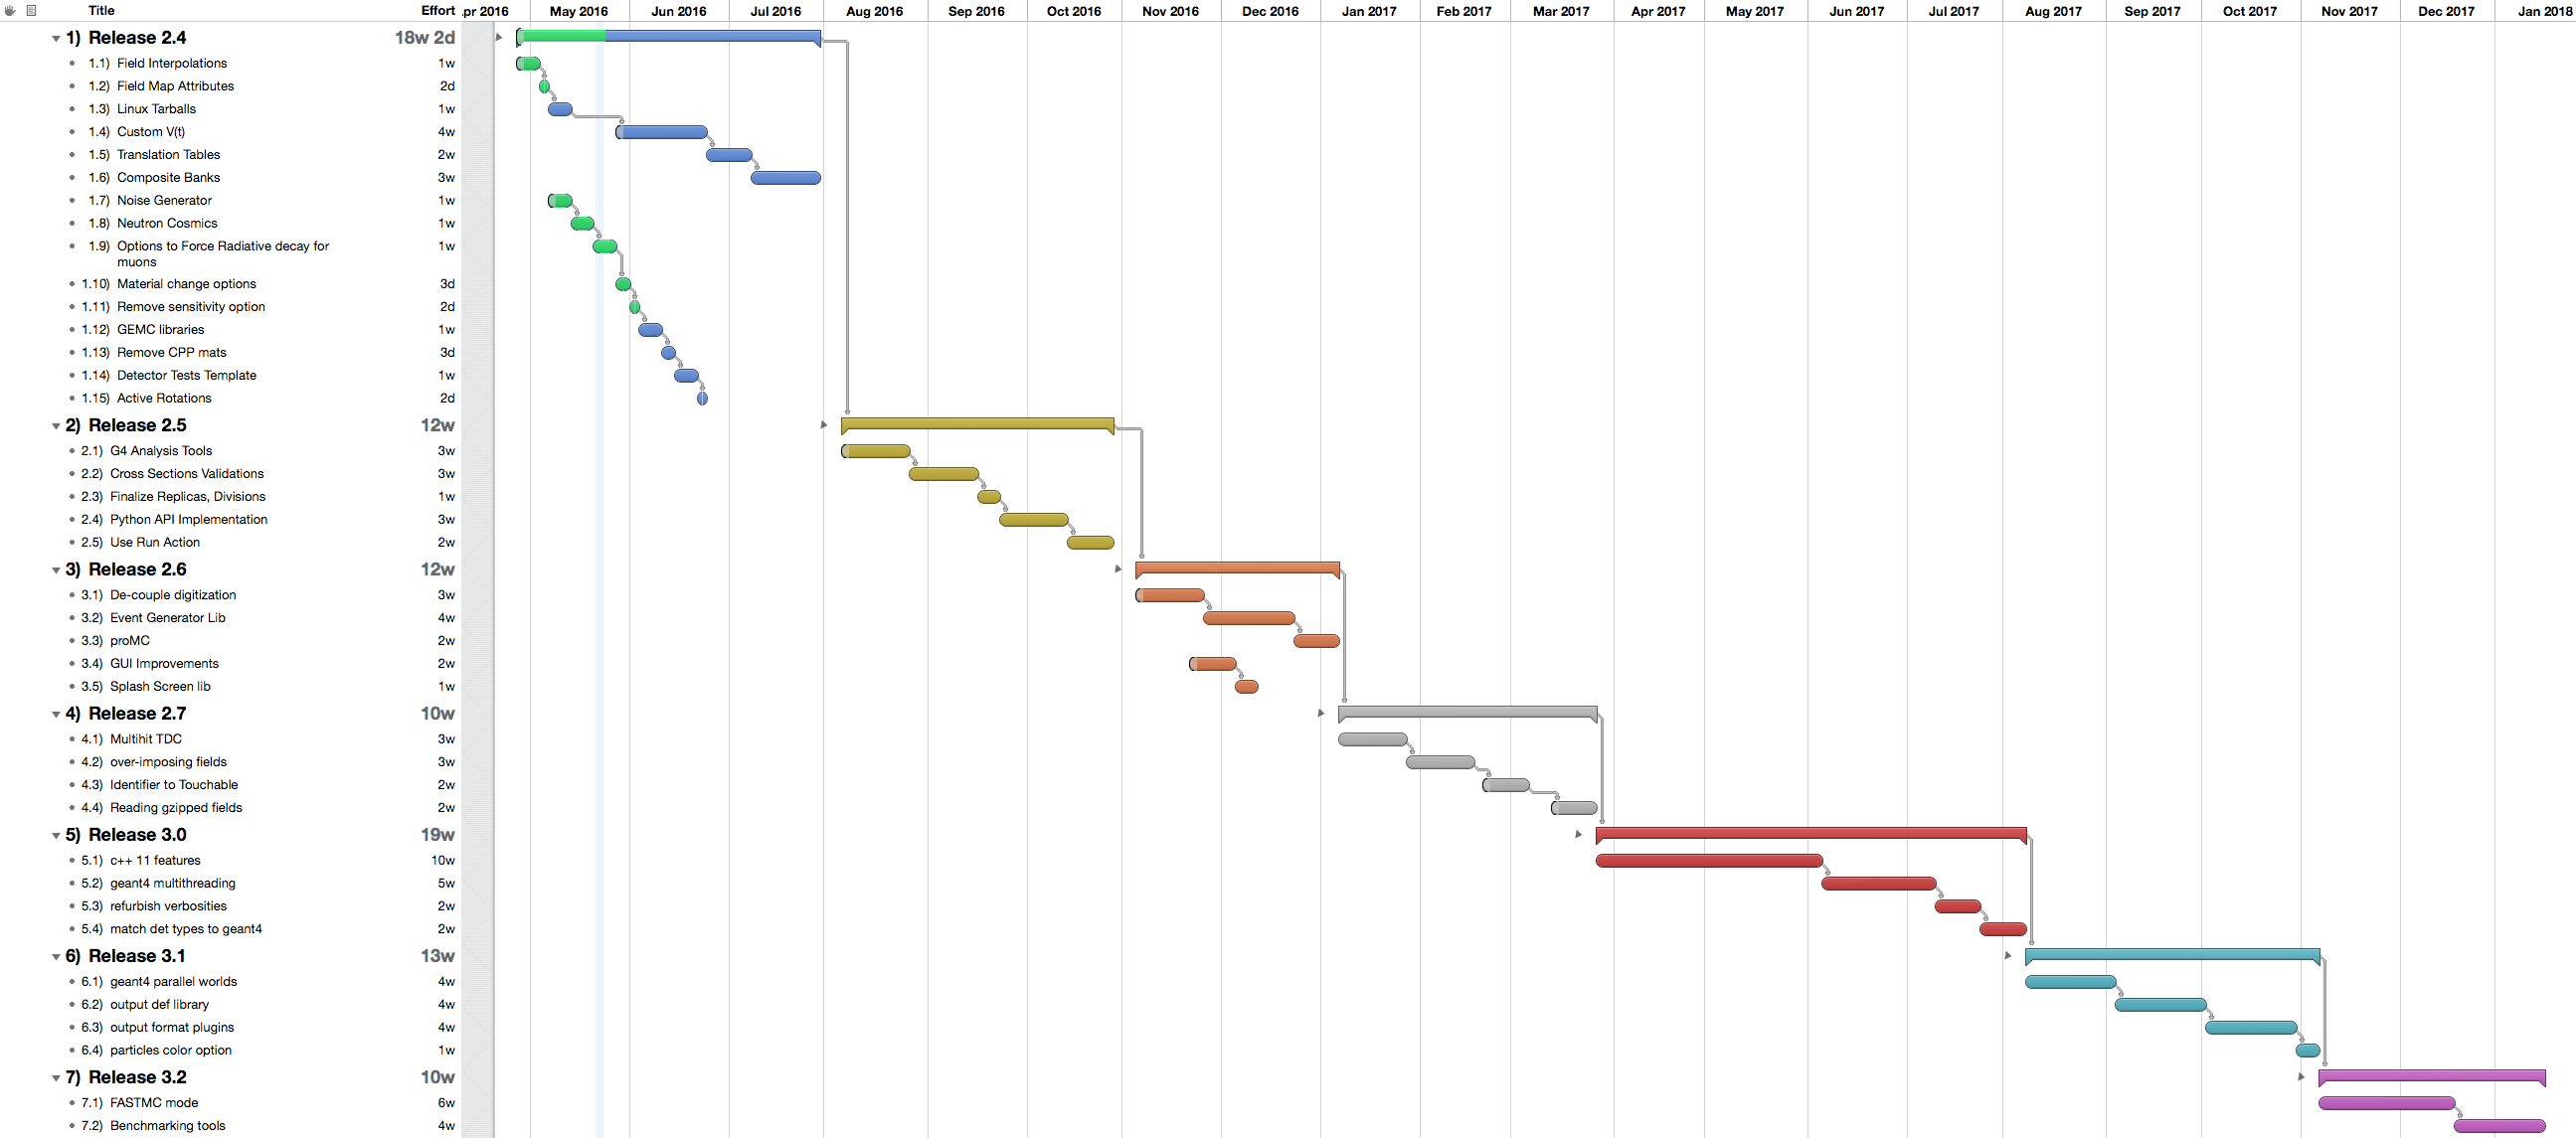 Title Effort pr 2016 May 2016 Jun 2016 Jul 2016 Aug 2016 Sep 2016 Oct 2016 Nov 2016 Dec 2016 Jan 2017 Feb 2017 Mar 2017 Apr 2017 May 2017 Jun 2017 Jul 2017 Aug 2017 Sep 2017 Oct 2017 Nov 2017 Dec 2017 Jan 2018
1) Release 2.4 18w 2d
1.1) Field Interpolations 1w
1.2) Field Map Attributes 2d
1.3) Linux Tarballs 1w
1.4) Custom V(t) 4w
1.5) Translation Tables 2w
1.6) Composite Banks 3w
1.7) Noise Generator 1w
1.8) Neutron Cosmics 1w
1.9) Options to Force Radiative decay for 1w
muons
1.10) Material change options 3d
1.11) Remove sensitivity option 2d
1.12) GEMC libraries 1w
1.13) Remove CPP mats 3d
1.14) Detector Tests Template 1w
1.15) Active Rotations 2d
2) Release 2.5 12w
2.1) G4 Analysis Tools 3w
2.2) Cross Sections Validations 3w
2.3) Finalize Replicas, Divisions 1w
2.4) Python API Implementation 3w
2.5) Use Run Action 2w
3) Release 2.6 12w
3.1) De-couple digitization 3w
3.2) Event Generator Lib 4w
3.3) proMC 2w
3.4) GUI Improvements 2w
3.5) Splash Screen lib 1w
4) Release 2.7 10w
4.1) Multihit TDC 3w
4.2) over-imposing fields 3w
4.3) Identifier to Touchable 2w
4.4) Reading gzipped fields 2w
5) Release 3.0 19w
5.1) c++ 11 features 10w
5.2) geant4 multithreading 5w
5.3) refurbish verbosities 2w
5.4) match det types to geant4 2w
6) Release 3.1 13w
6.1) geant4 parallel worlds 4w
6.2) output def library 4w
6.3) output format plugins 4w
6.4) particles color option 1w
7) Release 3.2 10w
7.1) FASTMC mode 6w
7.2) Benchmarking tools 4w